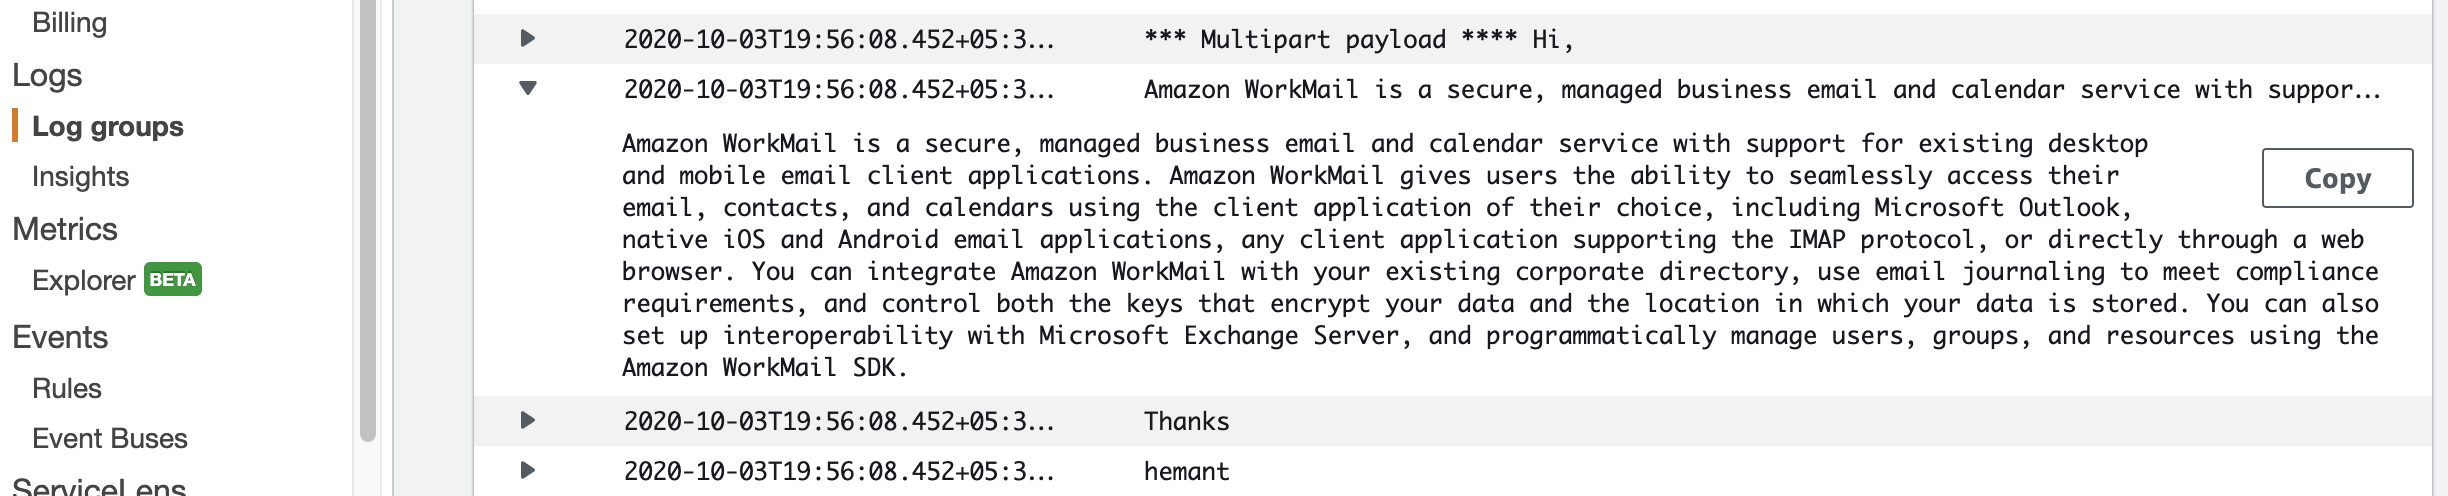 Billing
Logs
Log groups
Insights
Metrics
Explorer BETA
Events
Rules
Event Buses
ServiceLens
2020-10-03T19:56:08.452+05:3... *** Multipart payload **** Hi,
2020-10-03T19:56:08.452+05:3... Amazon WorkMail is a secure, managed business email and calendar service with suppor...
Amazon WorkMail is a secure, managed business email and calendar service with support for existing desktop
and mobile email client applications. Amazon WorkMail gives users the ability to seamlessly access their
email, contacts, and calendars using the client application of their choice, including Microsoft Outlook,
native iOS and Android email applications, any client application supporting the IMAP protocol, or directly through a web
browser. You can integrate Amazon WorkMail with your existing corporate directory, use email journaling to meet compliance
requirements, and control both the keys that encrypt your data and the location in which your data is stored. You can also
set up interoperability with Microsoft Exchange Server, and programmatically manage users, groups, and resources using the
Amazon WorkMail SDK.
Copy
2020-10-03T19:56:08.452+05:3... Thanks
2020-10-03T19:56:08.452+05:3... hemant